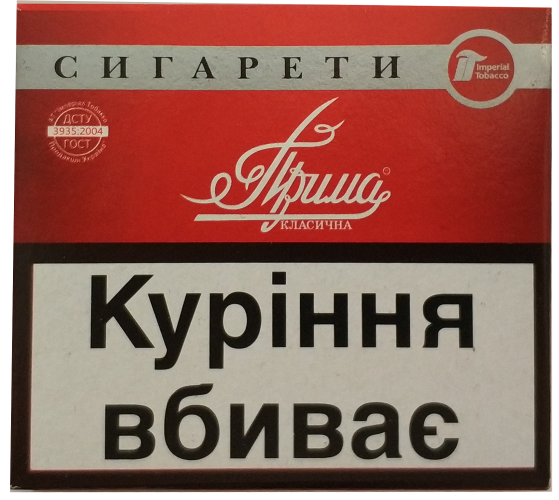 СИГАРЕТИ
Imperial
Tobacco
ДСТУ
3935:2004
ГОСТ
Прима
КЛАСИЧНА
Куріння
вбиває